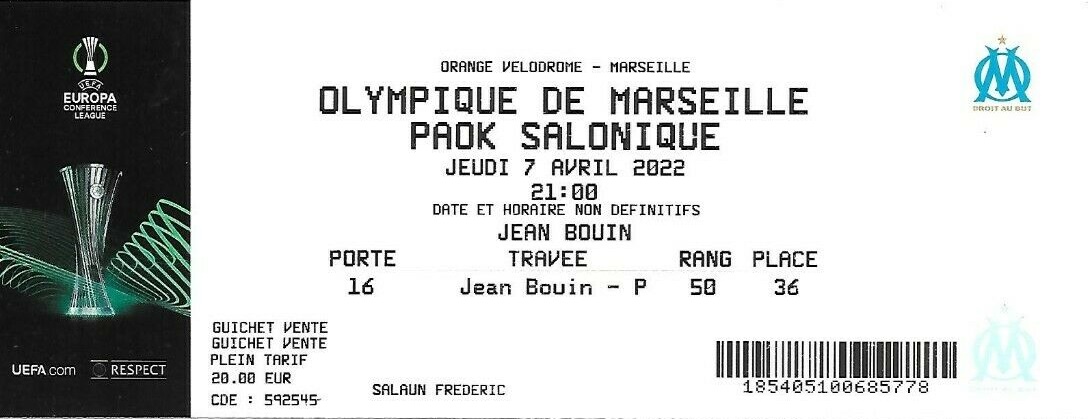 UEFA
EUROPA
CONFERENCE
LEAGUE
UEFA.com
RESPECT
ORANGE VELODROME - MARSEILLE
OLYMPIQUE DE MARSEILLE
PAOK SALONIQUE
JEUDI 7 AVRIL 2022
21:00
DATE ET HORAIRE NON DEFINITIFS
JEAN BOUIN
PORTE TRAVEE RANG PLACE
16 Jean Bouin - P 50 36
GUICHET VENTE
GUICHET VENTE
PLEIN TARIF
20.00 EUR
CDE : 592545
SALAUN FREDERIC
185405100685778
DROIT AU BUT